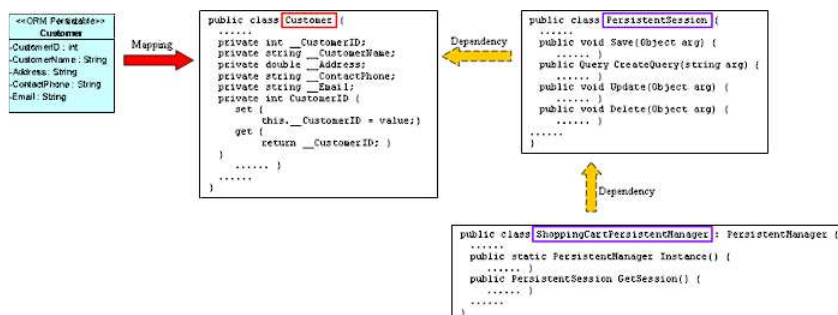 <<ORM Persistable>>
Customer
-CustomerID : int
-CustomerName : String
-Address : String
-ContactPhone : String
-Email : String
Mapping
public class Customer {
......
private int __CustomerID;
private string __CustomerName;
private double __Address;
private string __ContactPhone;
private string __Email;
private int CustomerID {
set {
this.__CustomerID = value;}
get {
return __CustomerID; }
}
...... }
......
}
Dependency
public class PersistentSession {
......
public void Save(Object arg) {
...... }
public Query CreateQuery(string arg) {
...... }
public void Update(Object arg) {
...... }
public void Delete(Object arg) {
...... }
......
}
Dependency
public class ShoppingCartPersistentManager : PersistentManager {
......
public static PersistentManager Instance() {
...... }
public PersistentSession GetSession() {
...... }
......
}